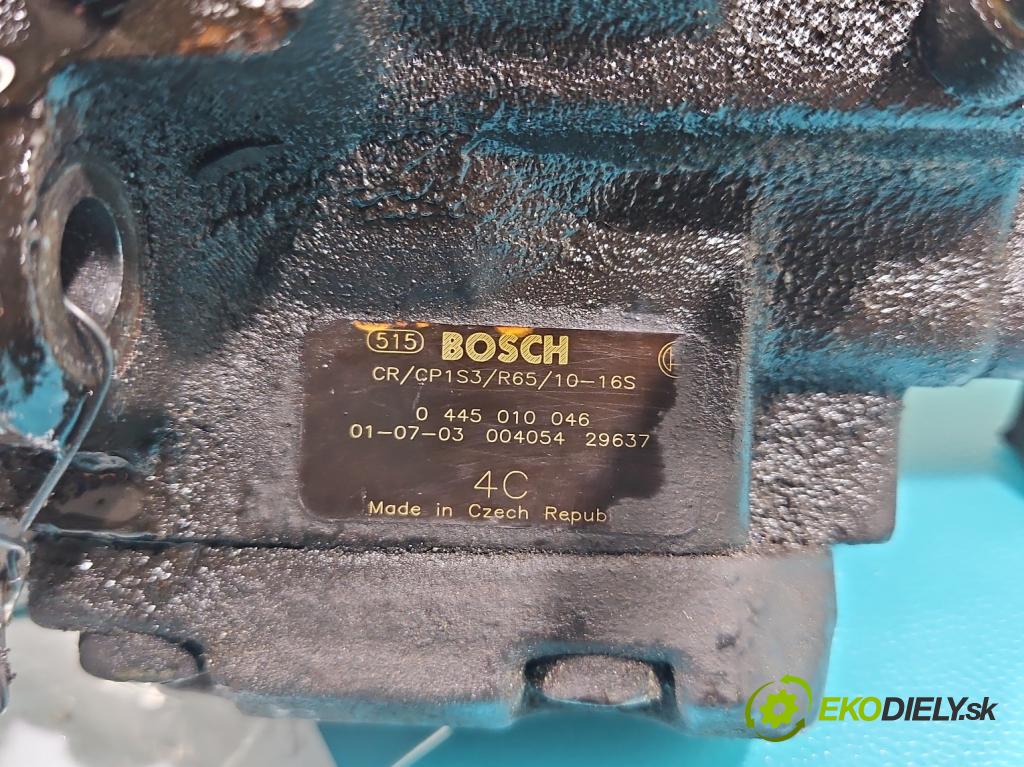 515 BOSCH
CR/CP1S3/R65/10-16S
0 445 010 046
01-07-03 004054 29637
4C
Made in Czech Repub
EKODIELY.sk